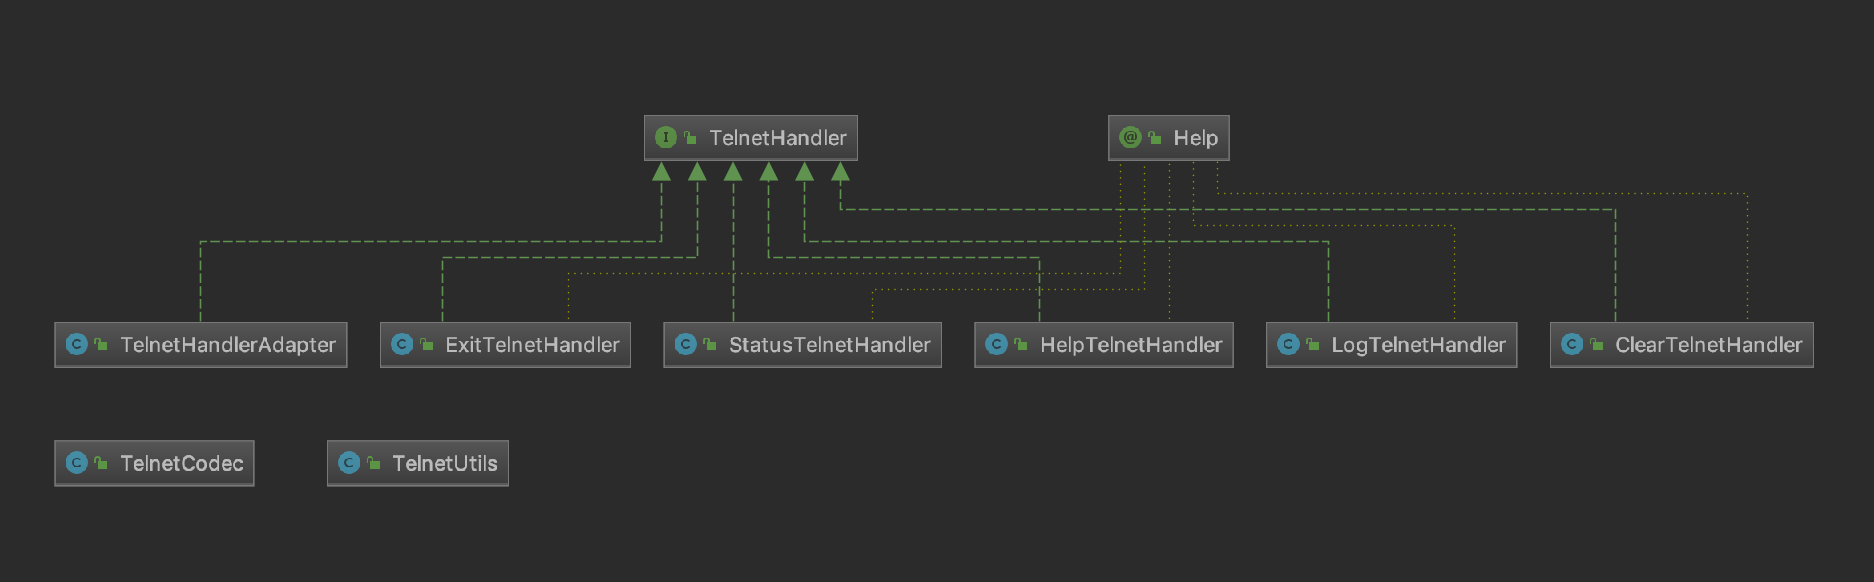 I TelnetHandler
@ Help
C TelnetHandlerAdapter
C ExitTelnetHandler
C StatusTelnetHandler
C HelpTelnetHandler
C LogTelnetHandler
C ClearTelnetHandler
C TelnetCodec
C TelnetUtils